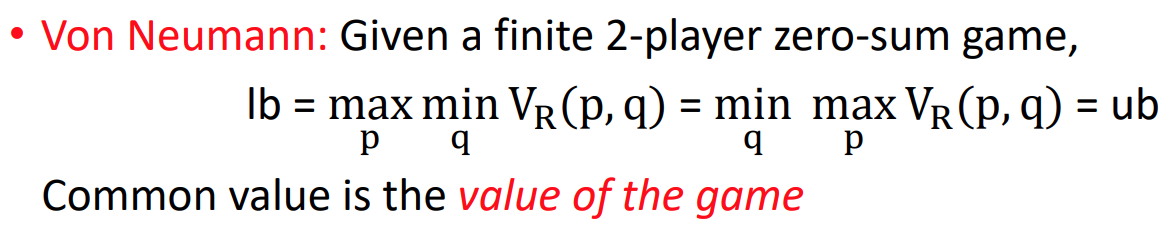 • Von Neumann: Given a finite 2-player zero-sum game,
lb = max min V_R(p, q) = min max V_R(p, q) = ub
p q q p
Common value is the value of the game